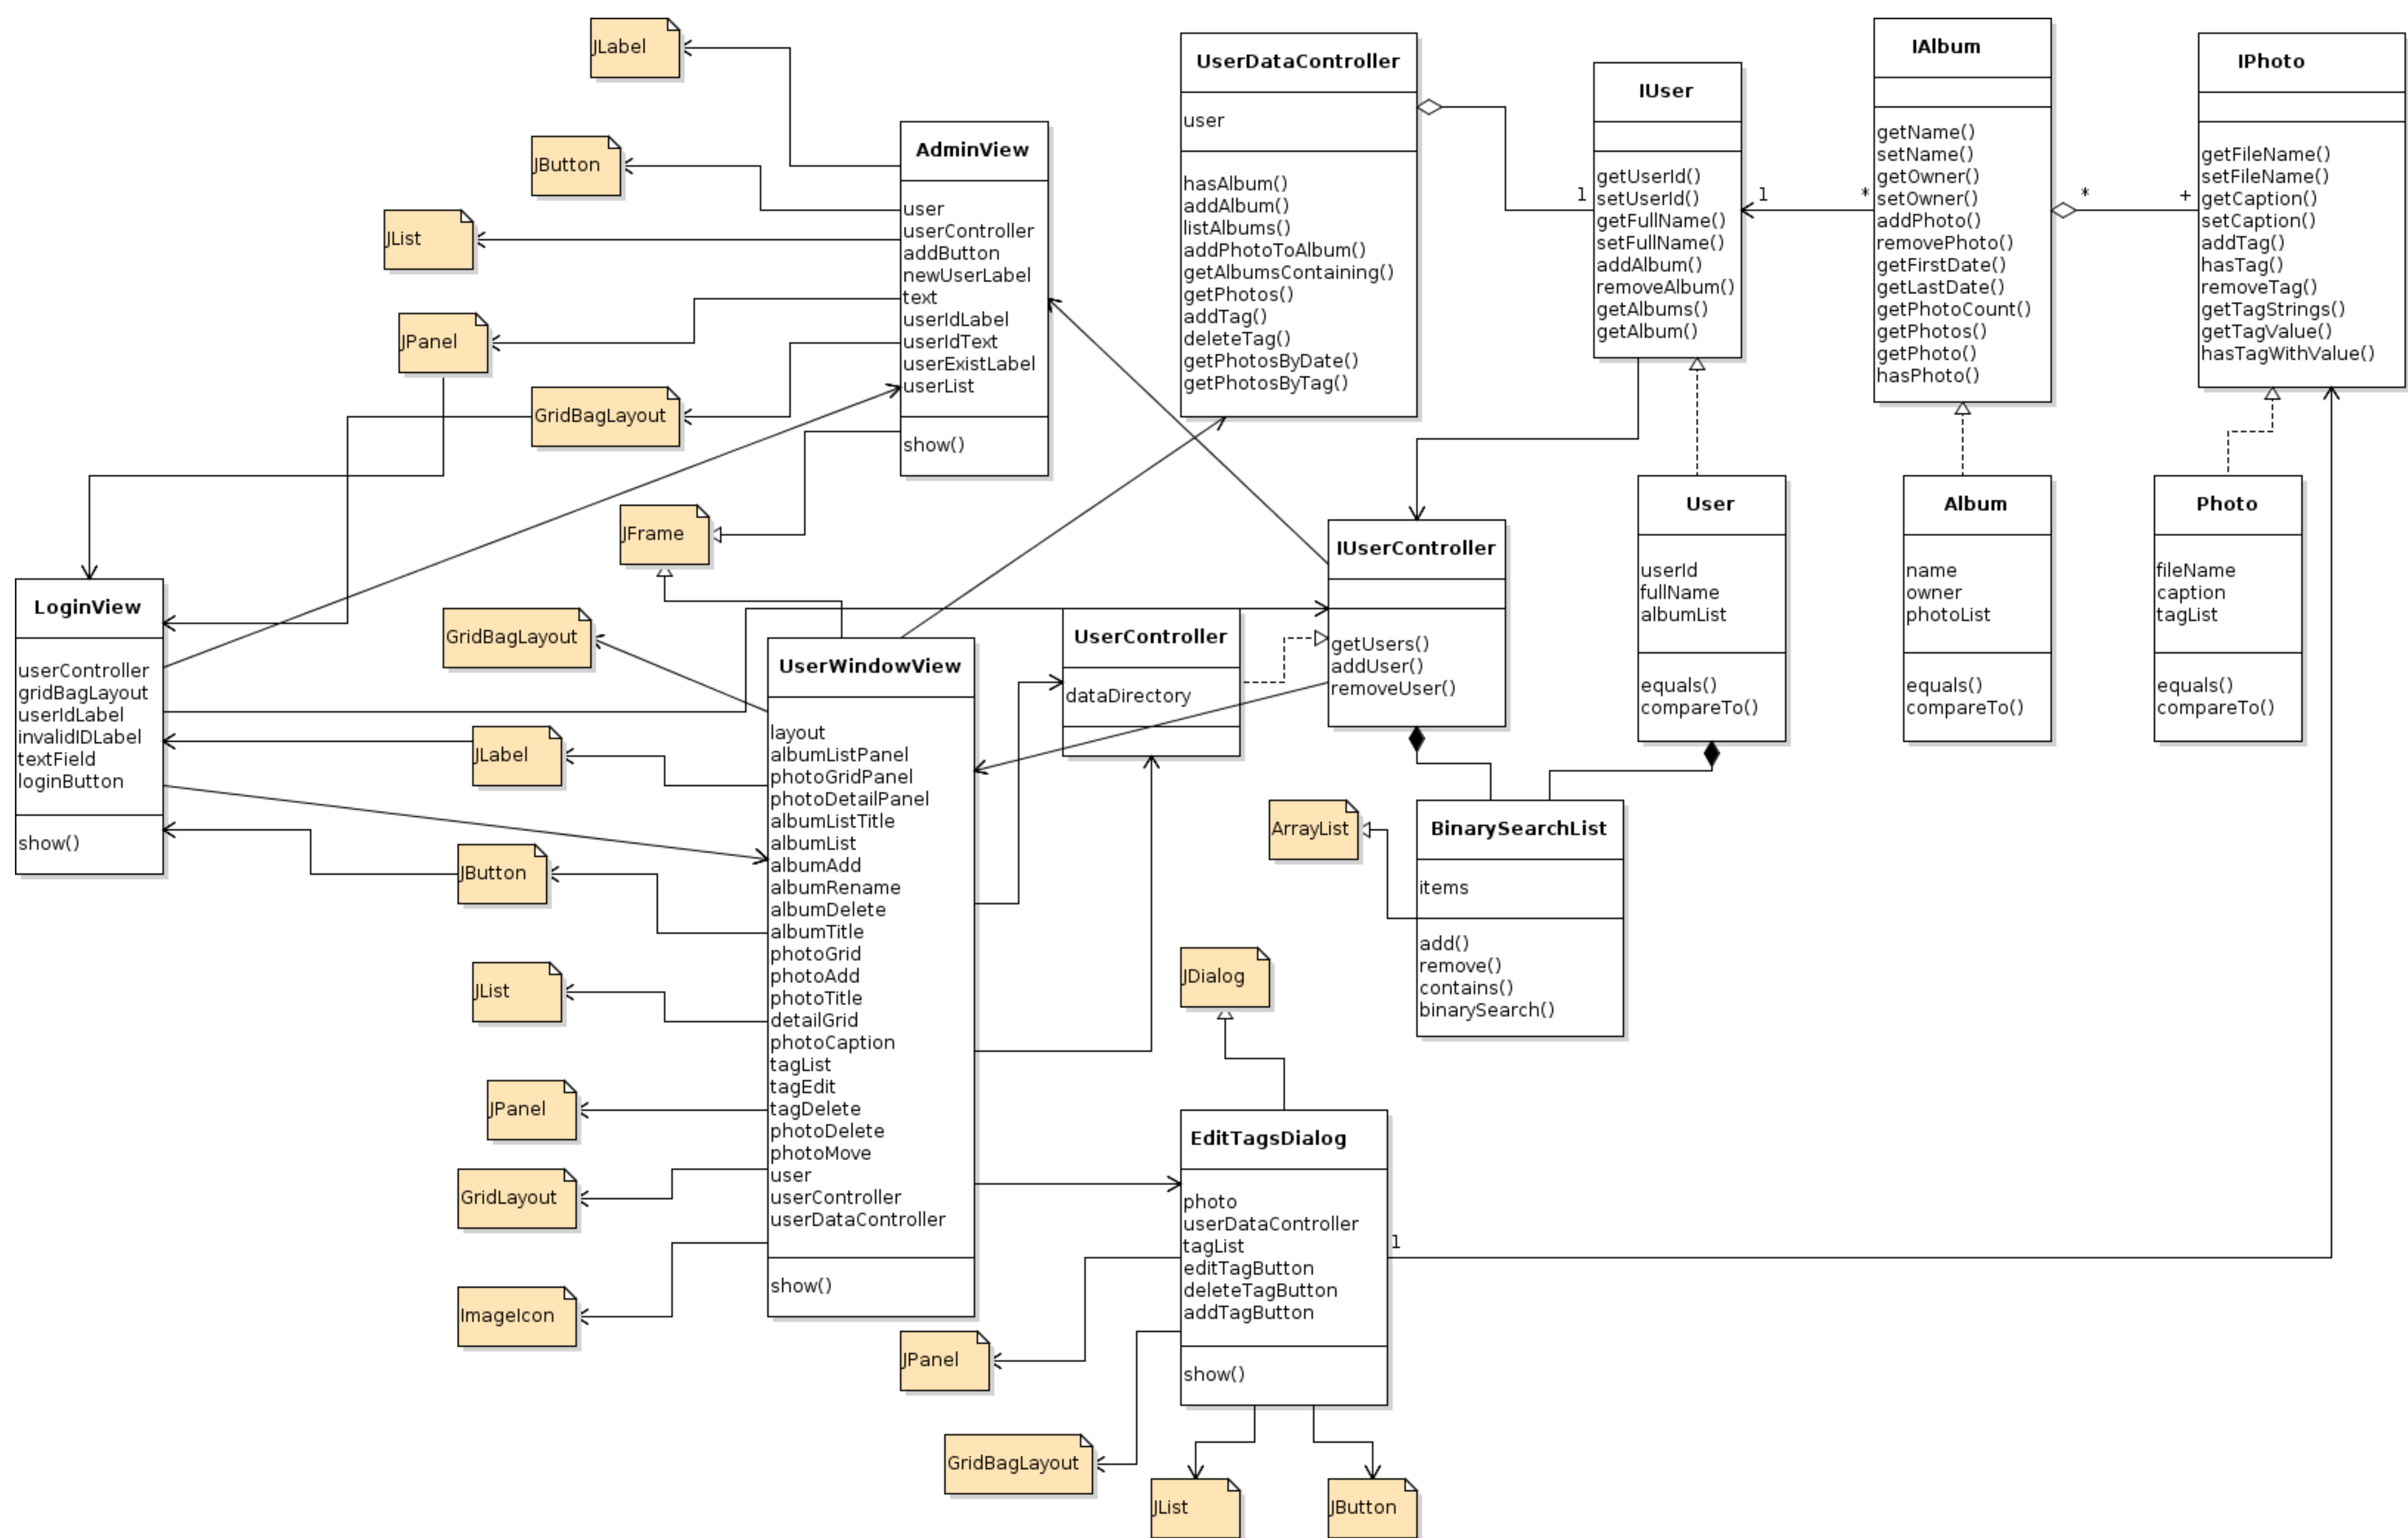 JLabel
JButton
JList
JPanel
GridBagLayout
JFrame
AdminView
user
userController
addButton
newUserLabel
text
userIdLabel
userIdText
userExistLabel
userList
show()
UserDataController
user
hasAlbum()
addAlbum()
listAlbums()
addPhotoToAlbum()
getAlbumsContaining()
getPhotos()
addTag()
deleteTag()
getPhotosByDate()
getPhotosByTag()
1
IUser
getUserId()
setUserId()
getFullName()
setFullName()
addAlbum()
removeAlbum()
getAlbums()
getAlbum()
1
*
IAlbum
getName()
setName()
getOwner()
setOwner()
addPhoto()
removePhoto()
getFirstDate()
getLastDate()
getPhotoCount()
getPhotos()
getPhoto()
hasPhoto()
*
+
IPhoto
getFileName()
setFileName()
getCaption()
setCaption()
addTag()
hasTag()
removeTag()
getTagStrings()
getTagValue()
hasTagWithValue()
LoginView
userController
gridBagLayout
userIdLabel
invalidIDLabel
textField
loginButton
show()
GridBagLayout
JLabel
JButton
JList
JPanel
GridLayout
ImageIcon
UserWindowView
layout
albumListPanel
photoGridPanel
photoDetailPanel
albumListTitle
albumList
albumAdd
albumRename
albumDelete
albumTitle
photoGrid
photoAdd
photoTitle
detailGrid
photoCaption
tagList
tagEdit
tagDelete
photoDelete
photoMove
user
userController
userDataController
show()
UserController
dataDirectory
IUserController
getUsers()
addUser()
removeUser()
User
userId
fullName
albumList
equals()
compareTo()
Album
name
owner
photoList
equals()
compareTo()
Photo
fileName
caption
tagList
equals()
compareTo()
ArrayList
BinarySearchList
items
add()
remove()
contains()
binarySearch()
JDialog
EditTagsDialog
photo
userDataController
tagList
editTagButton
deleteTagButton
addTagButton
show()
1
JPanel
GridBagLayout
JList
JButton